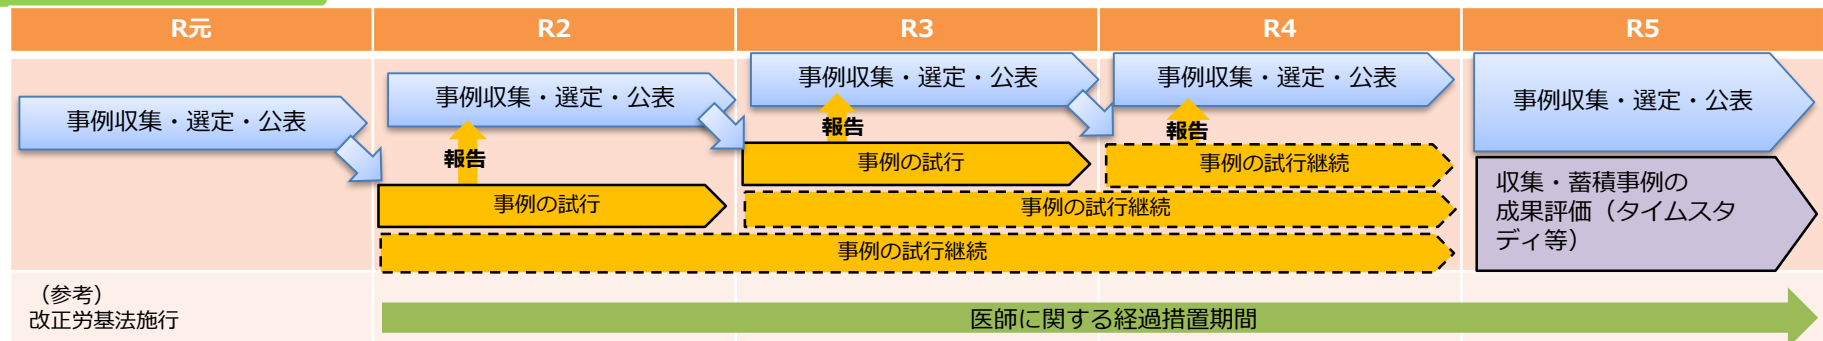 R元
R2
R3
R4
R5
事例収集・選定・公表
事例収集・選定・公表
事例収集・選定・公表
事例収集・選定・公表
事例収集・選定・公表
報告
報告
報告
事例の試行
事例の試行
事例の試行継続
事例の試行継続
事例の試行継続
収集・蓄積事例の
成果評価（タイムスタ
ディ等）
（参考）
改正労基法施行
医師に関する経過措置期間